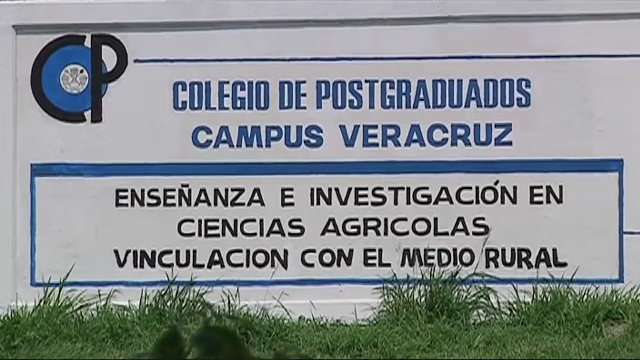 CP
COLEGIO DE POSTGRADUADOS
CAMPUS VERACRUZ
ENSEÑANZA E INVESTIGACIÓN EN
CIENCIAS AGRICOLAS
VINCULACION CON EL MEDIO RURAL